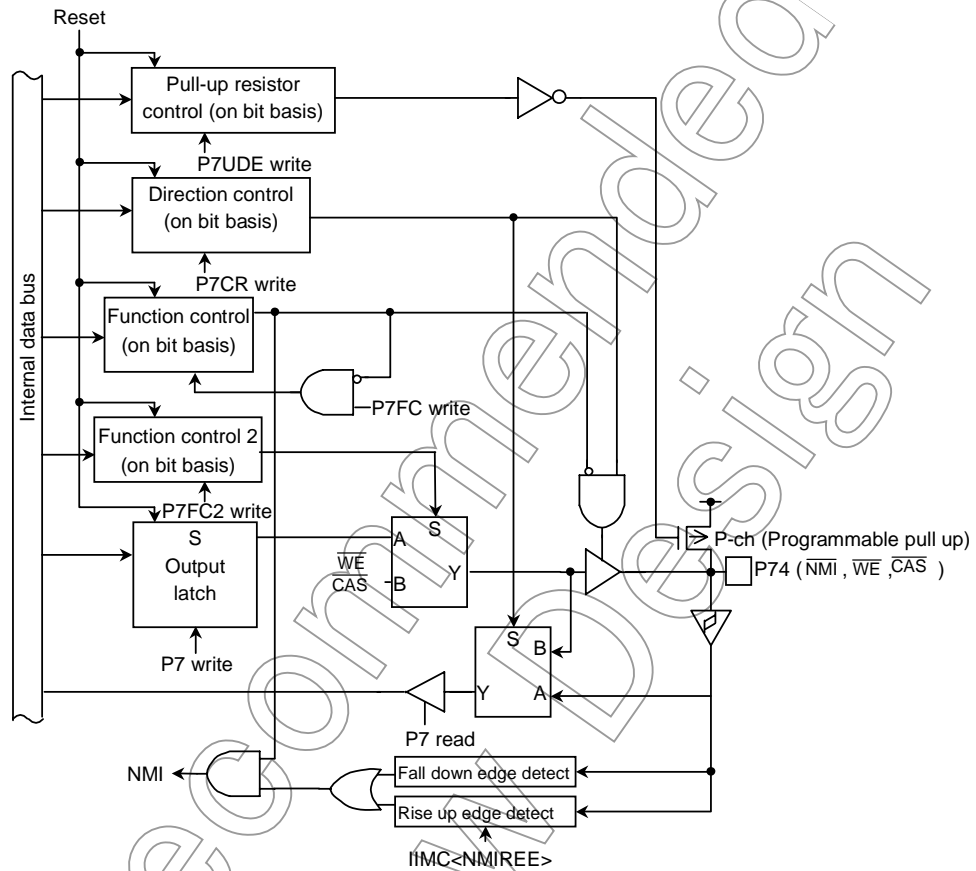 Reset
Pull-up resistor
control (on bit basis)
P7UDE write
Direction control
(on bit basis)
P7CR write
Internal data bus
Function control
(on bit basis)
P7FC write
Function control 2
(on bit basis)
P7FC2 write
S
Output
latch
P7 write
S
A
WE
CAS
B
Y
P-ch (Programmable pull up)
P74 ( NMI , WE ,CAS )
S
B
Y
A
P7 read
NMI
Fall down edge detect
Rise up edge detect
IIMC<NMIREE>
ecommended
w Design